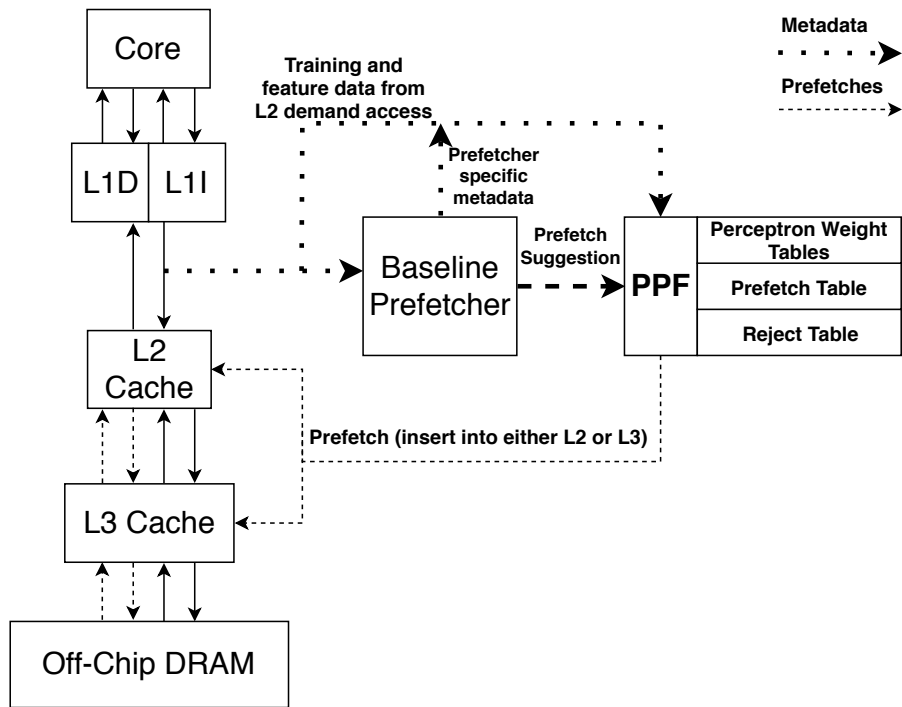 Core
Training and
feature data from
L2 demand access
Metadata
Prefetches
L1D
L1I
Prefetcher
specific
metadata
Baseline
Prefetcher
Prefetch
Suggestion
PPF
Perceptron Weight
Tables
Prefetch Table
Reject Table
L2
Cache
Prefetch (insert into either L2 or L3)
L3 Cache
Off-Chip DRAM